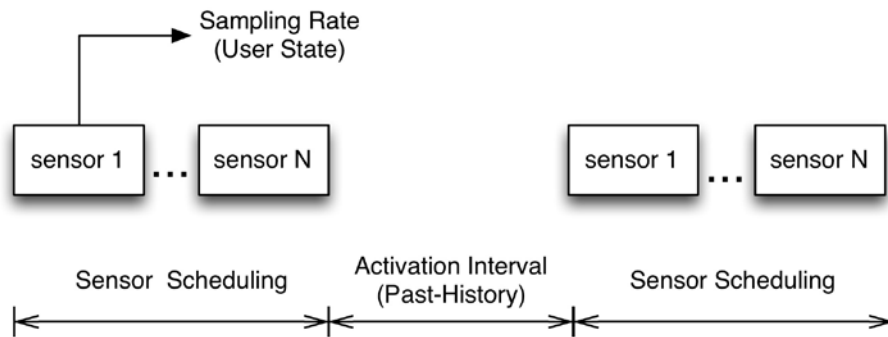 Sampling Rate
(User State)
sensor 1 ... sensor N sensor 1 ... sensor N
Sensor Scheduling
Activation Interval
(Past-History)
Sensor Scheduling